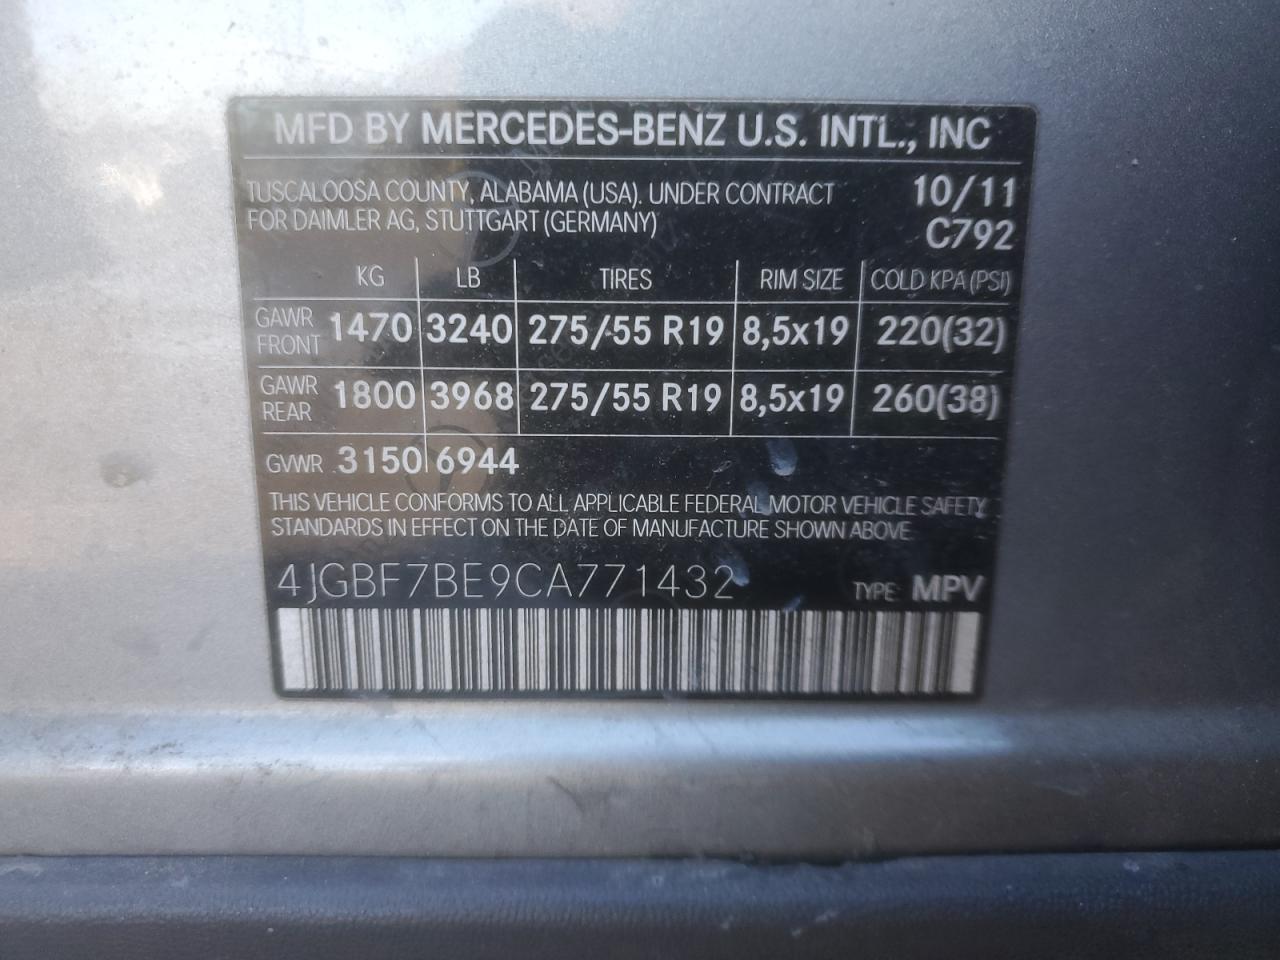 MFD BY MERCEDES-BENZ U.S. INTL., INC
TUSCALOOSA COUNTY, ALABAMA (USA). UNDER CONTRACT 10/11
FOR DAIMLER AG, STUTTGART (GERMANY) C792
KG LB TIRES RIM SIZE COLD KPA (PSI)
GAWR FRONT 1470 3240 275/55 R19 8,5x19 220(32)
GAWR REAR 1800 3968 275/55 R19 8,5x19 260(38)
GVWR 3150 6944
THIS VEHICLE CONFORMS TO ALL APPLICABLE FEDERAL MOTOR VEHICLE SAFETY
STANDARDS IN EFFECT ON THE DATE OF MANUFACTURE SHOWN ABOVE
4JGBF7BE9CA771432 TYPE: MPV